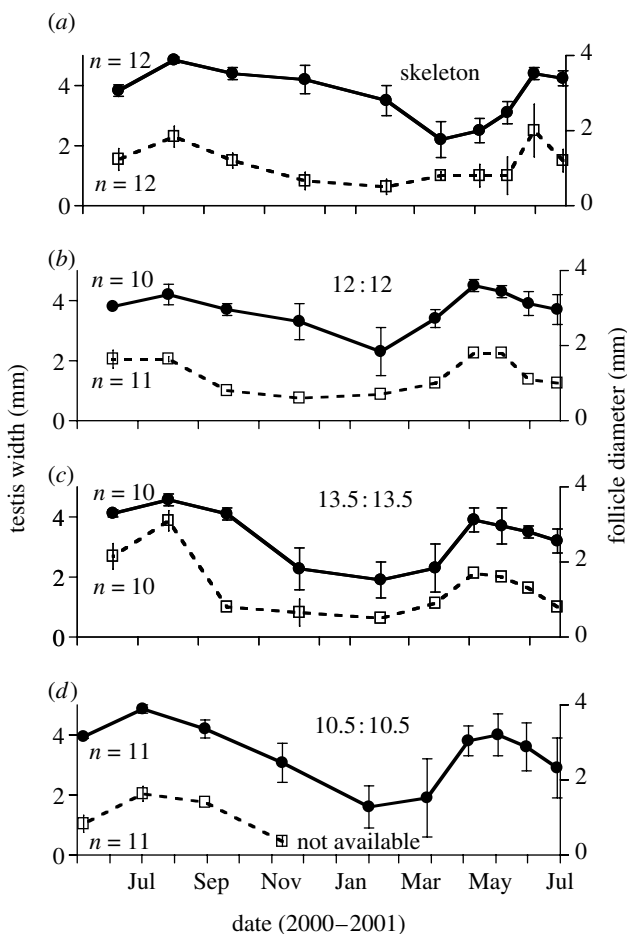 (a)
n = 12
skeleton
n = 12
4
2
0
4
2
0
(b)
n = 10
12 : 12
n = 11
4
2
0
4
2
0
testis width (mm)
follicle diameter (mm)
(c)
n = 10
13.5 : 13.5
n = 10
4
2
0
4
2
0
(d)
10.5 : 10.5
n = 11
n = 11
not available
4
2
0
4
2
0
Jul Sep Nov Jan Mar May Jul
date (2000–2001)